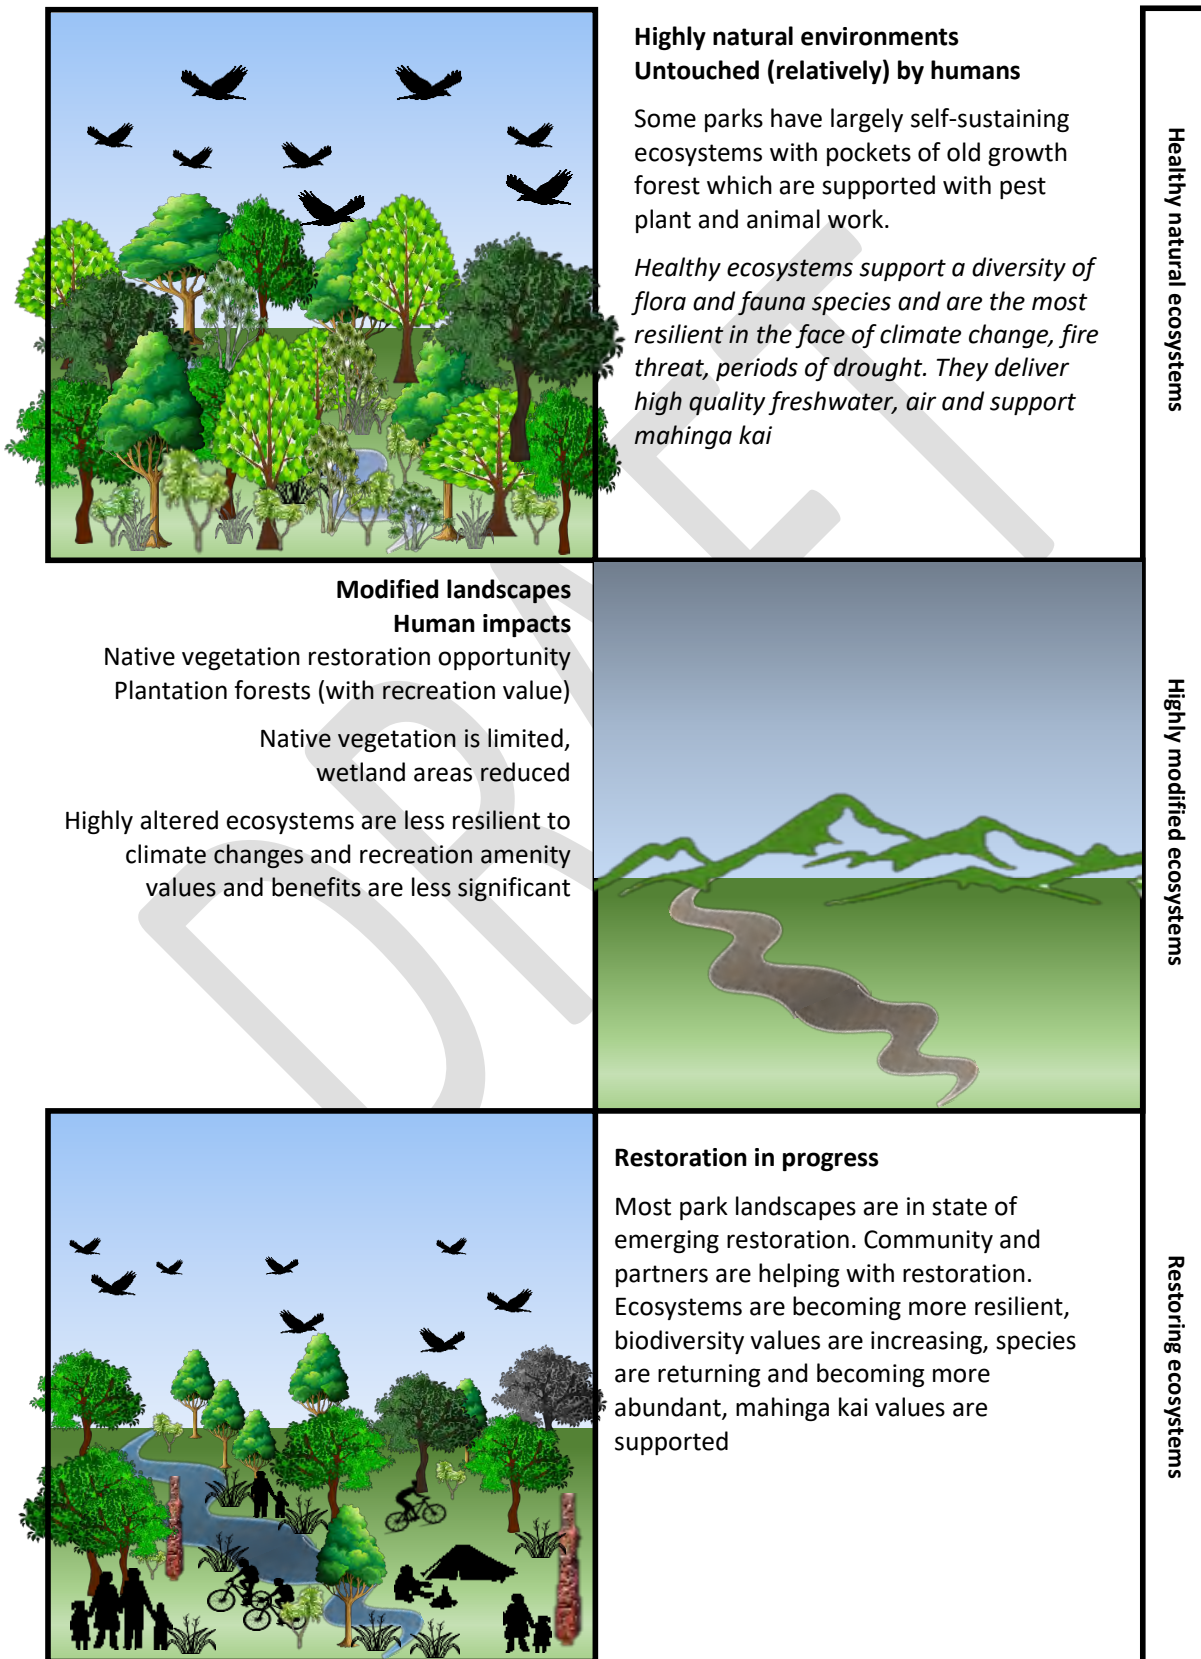 Highly natural environments
Untouched (relatively) by humans
Some parks have largely self-sustaining
ecosystems with pockets of old growth
forest which are supported with pest
plant and animal work.
Healthy ecosystems support a diversity of
flora and fauna species and are the most
resilient in the face of climate change, fire
threat, periods of drought. They deliver
high quality freshwater, air and support
mahinga kai
Healthy natural ecosystems
Modified landscapes
Human impacts
Native vegetation restoration opportunity
Plantation forests (with recreation value)
Native vegetation is limited,
wetland areas reduced
Highly altered ecosystems are less resilient to
climate changes and recreation amenity
values and benefits are less significant
Highly modified ecosystems
Restoration in progress
Most park landscapes are in state of
emerging restoration. Community and
partners are helping with restoration.
Ecosystems are becoming more resilient,
biodiversity values are increasing, species
are returning and becoming more
abundant, mahinga kai values are
supported
Restoring ecosystems
DRAFT